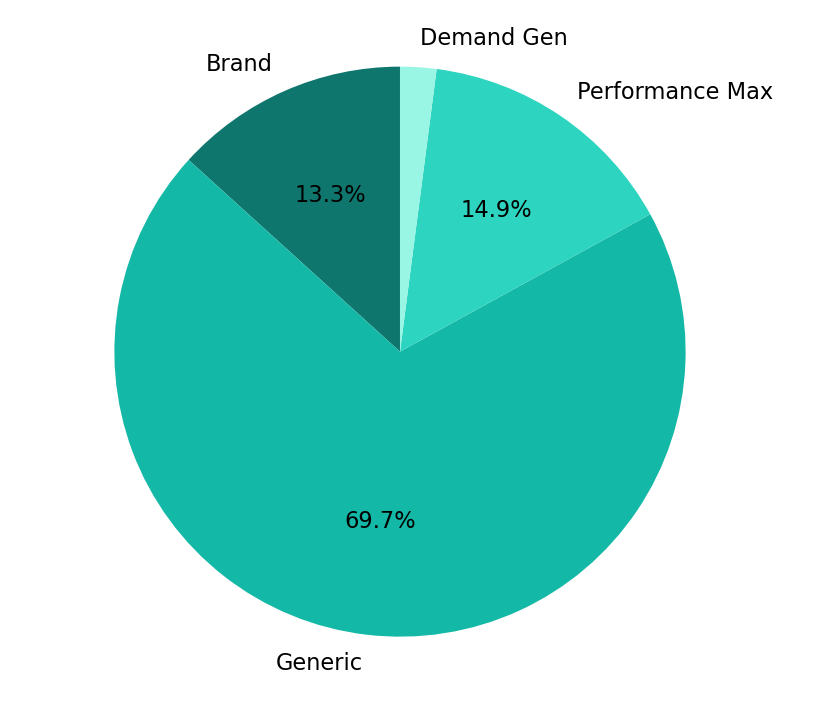 Demand Gen
Brand
Performance Max
13.3%
14.9%
69.7%
Generic